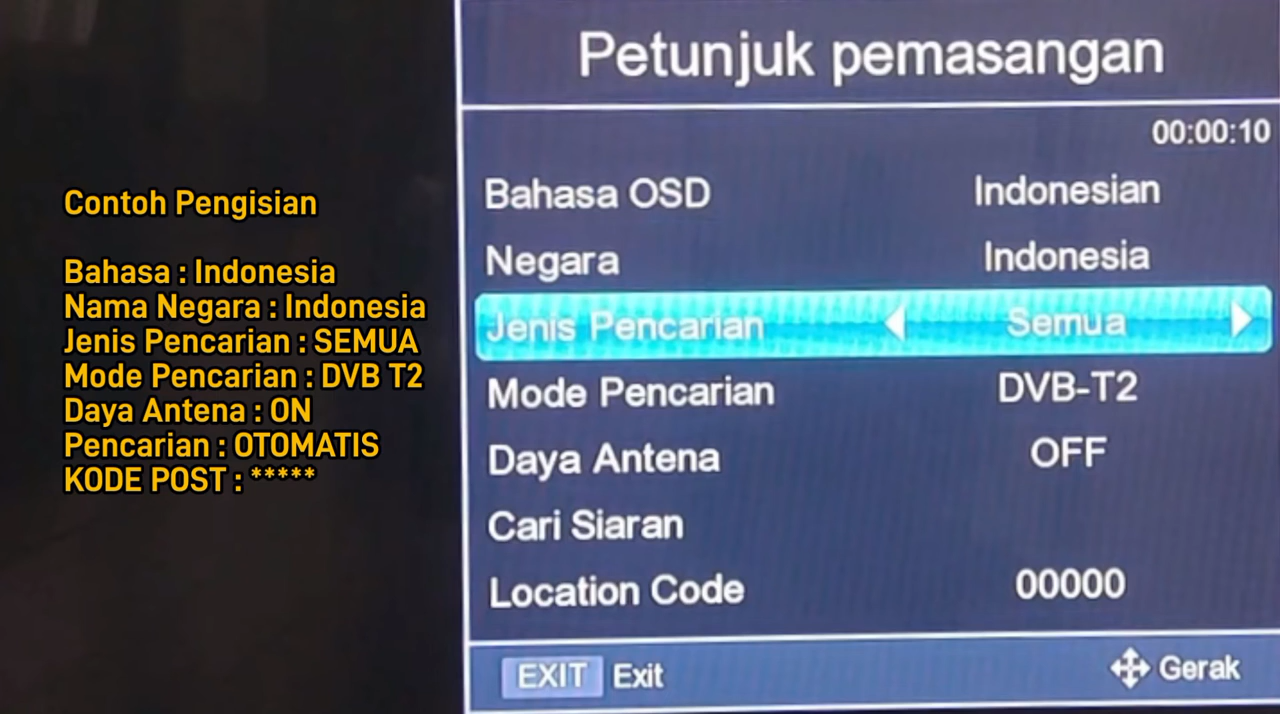 Contoh Pengisian
Bahasa : Indonesia
Nama Negara : Indonesia
Jenis Pencarian : SEMUA
Mode Pencarian : DVB T2
Daya Antena : ON
Pencarian : OTOMATIS
KODE POST : *****
Petunjuk pemasangan
00:00:10
Bahasa OSD Indonesian
Negara Indonesia
Jenis Pencarian Semua
Mode Pencarian DVB-T2
Daya Antena OFF
Cari Siaran
Location Code 00000
EXIT Exit Gerak